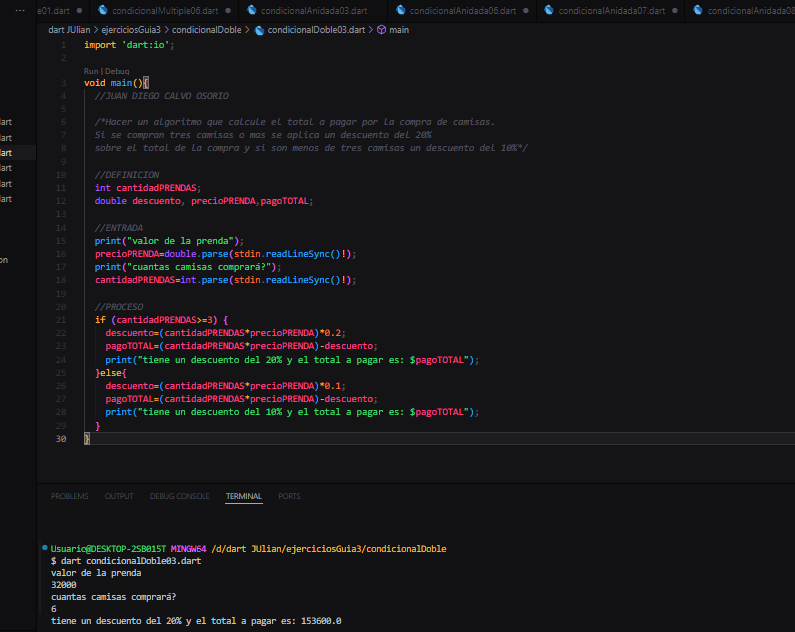 ··· e01.dart ● condicionalMultiple06.dart ● condicionalAnidada03.dart condicionalAnidada06.dart ● condicionalAnidada07.dart ● condicionalAnidada08
dart JUlian > ejerciciosGuia3 > condicionalDoble > condicionalDoble03.dart > main
1 import 'dart:io';
2
Run | Debug
3 void main(){
4 //JUAN DIEGO CALVO OSORIO
5
6 /*Hacer un algoritmo que calcule el total a pagar por la compra de camisas.
7 Si se compran tres camisas o mas se aplica un descuento del 20%
8 sobre el total de la compra y si son menos de tres camisas un descuento del 10%*/
9
10 //DEFINICION
11 int cantidadPRENDAS;
12 double descuento, precioPRENDA,pagoTOTAL;
13
14 //ENTRADA
15 print("valor de la prenda");
16 precioPRENDA=double.parse(stdin.readLineSync()!);
17 print("cuantas camisas comprará?");
18 cantidadPRENDAS=int.parse(stdin.readLineSync()!);
19
20 //PROCESO
21 if (cantidadPRENDAS>=3) {
22 descuento=(cantidadPRENDAS*precioPRENDA)*0.2;
23 pagoTOTAL=(cantidadPRENDAS*precioPRENDA)-descuento;
24 print("tiene un descuento del 20% y el total a pagar es: $pagoTOTAL");
25 }else{
26 descuento=(cantidadPRENDAS*precioPRENDA)*0.1;
27 pagoTOTAL=(cantidadPRENDAS*precioPRENDA)-descuento;
28 print("tiene un descuento del 10% y el total a pagar es: $pagoTOTAL");
29 }
30 }
dart
dart
dart
dart
dart
dart
on
PROBLEMS OUTPUT DEBUG CONSOLE TERMINAL PORTS
Usuario@DESKTOP-2SB015T MINGW64 /d/dart JUlian/ejerciciosGuia3/condicionalDoble
$ dart condicionalDoble03.dart
valor de la prenda
32000
cuantas camisas comprará?
6
tiene un descuento del 20% y el total a pagar es: 153600.0